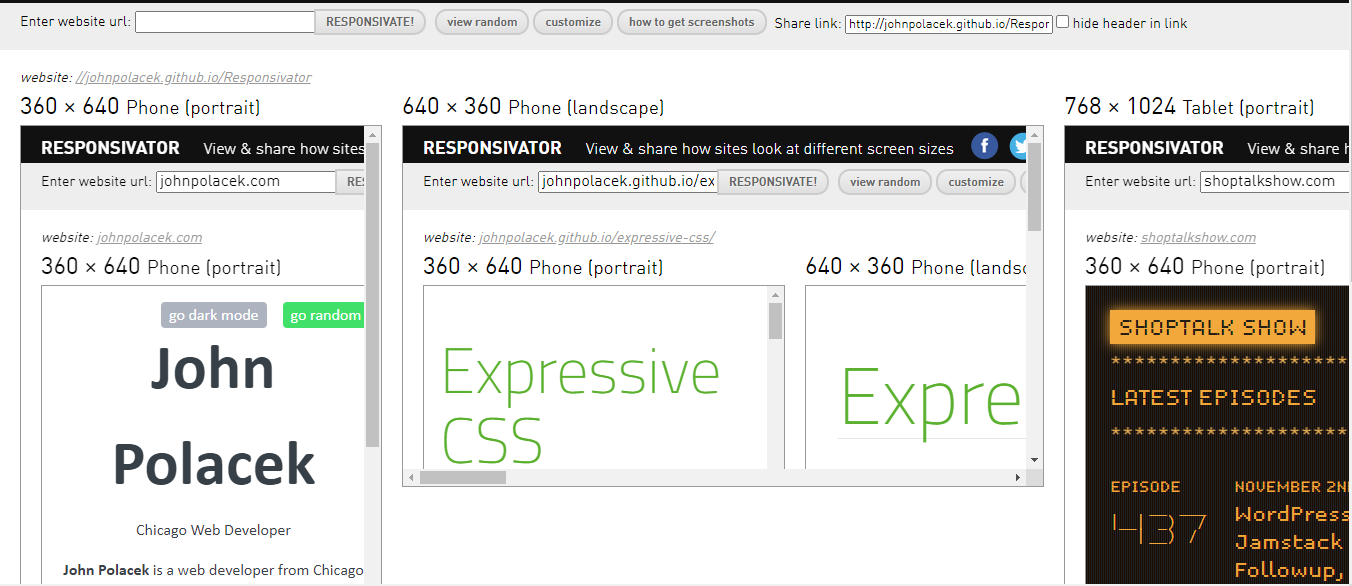 Enter website url: RESPONSIVATE! view random customize how to get screenshots Share link: http://johnpolacek.github.io/Respor hide header in link
website: //johnpolacek.github.io/Responsivator
360 × 640 Phone (portrait)
RESPONSIVATOR View & share how sites
Enter website url: johnpolacek.com RES
website: johnpolacek.com
360 × 640 Phone (portrait)
go dark mode go random
John
Polacek
Chicago Web Developer
John Polacek is a web developer from Chicago
640 × 360 Phone (landscape)
RESPONSIVATOR View & share how sites look at different screen sizes
Enter website url: johnpolacek.github.io/ex RESPONSIVATE! view random customize
website: johnpolacek.github.io/expressive-css/
360 × 640 Phone (portrait)
Expressive
CSS
640 × 360 Phone (landsc
Expre
768 × 1024 Tablet (portrait)
RESPONSIVATOR View & share h
Enter website url: shoptalkshow.com
website: shoptalkshow.com
360 × 640 Phone (portrait)
SHOPTALK SHOW
********************
LATEST EPISODES
********************
EPISODE
437
NOVEMBER 2N
WordPress
Jamstack
Followup,